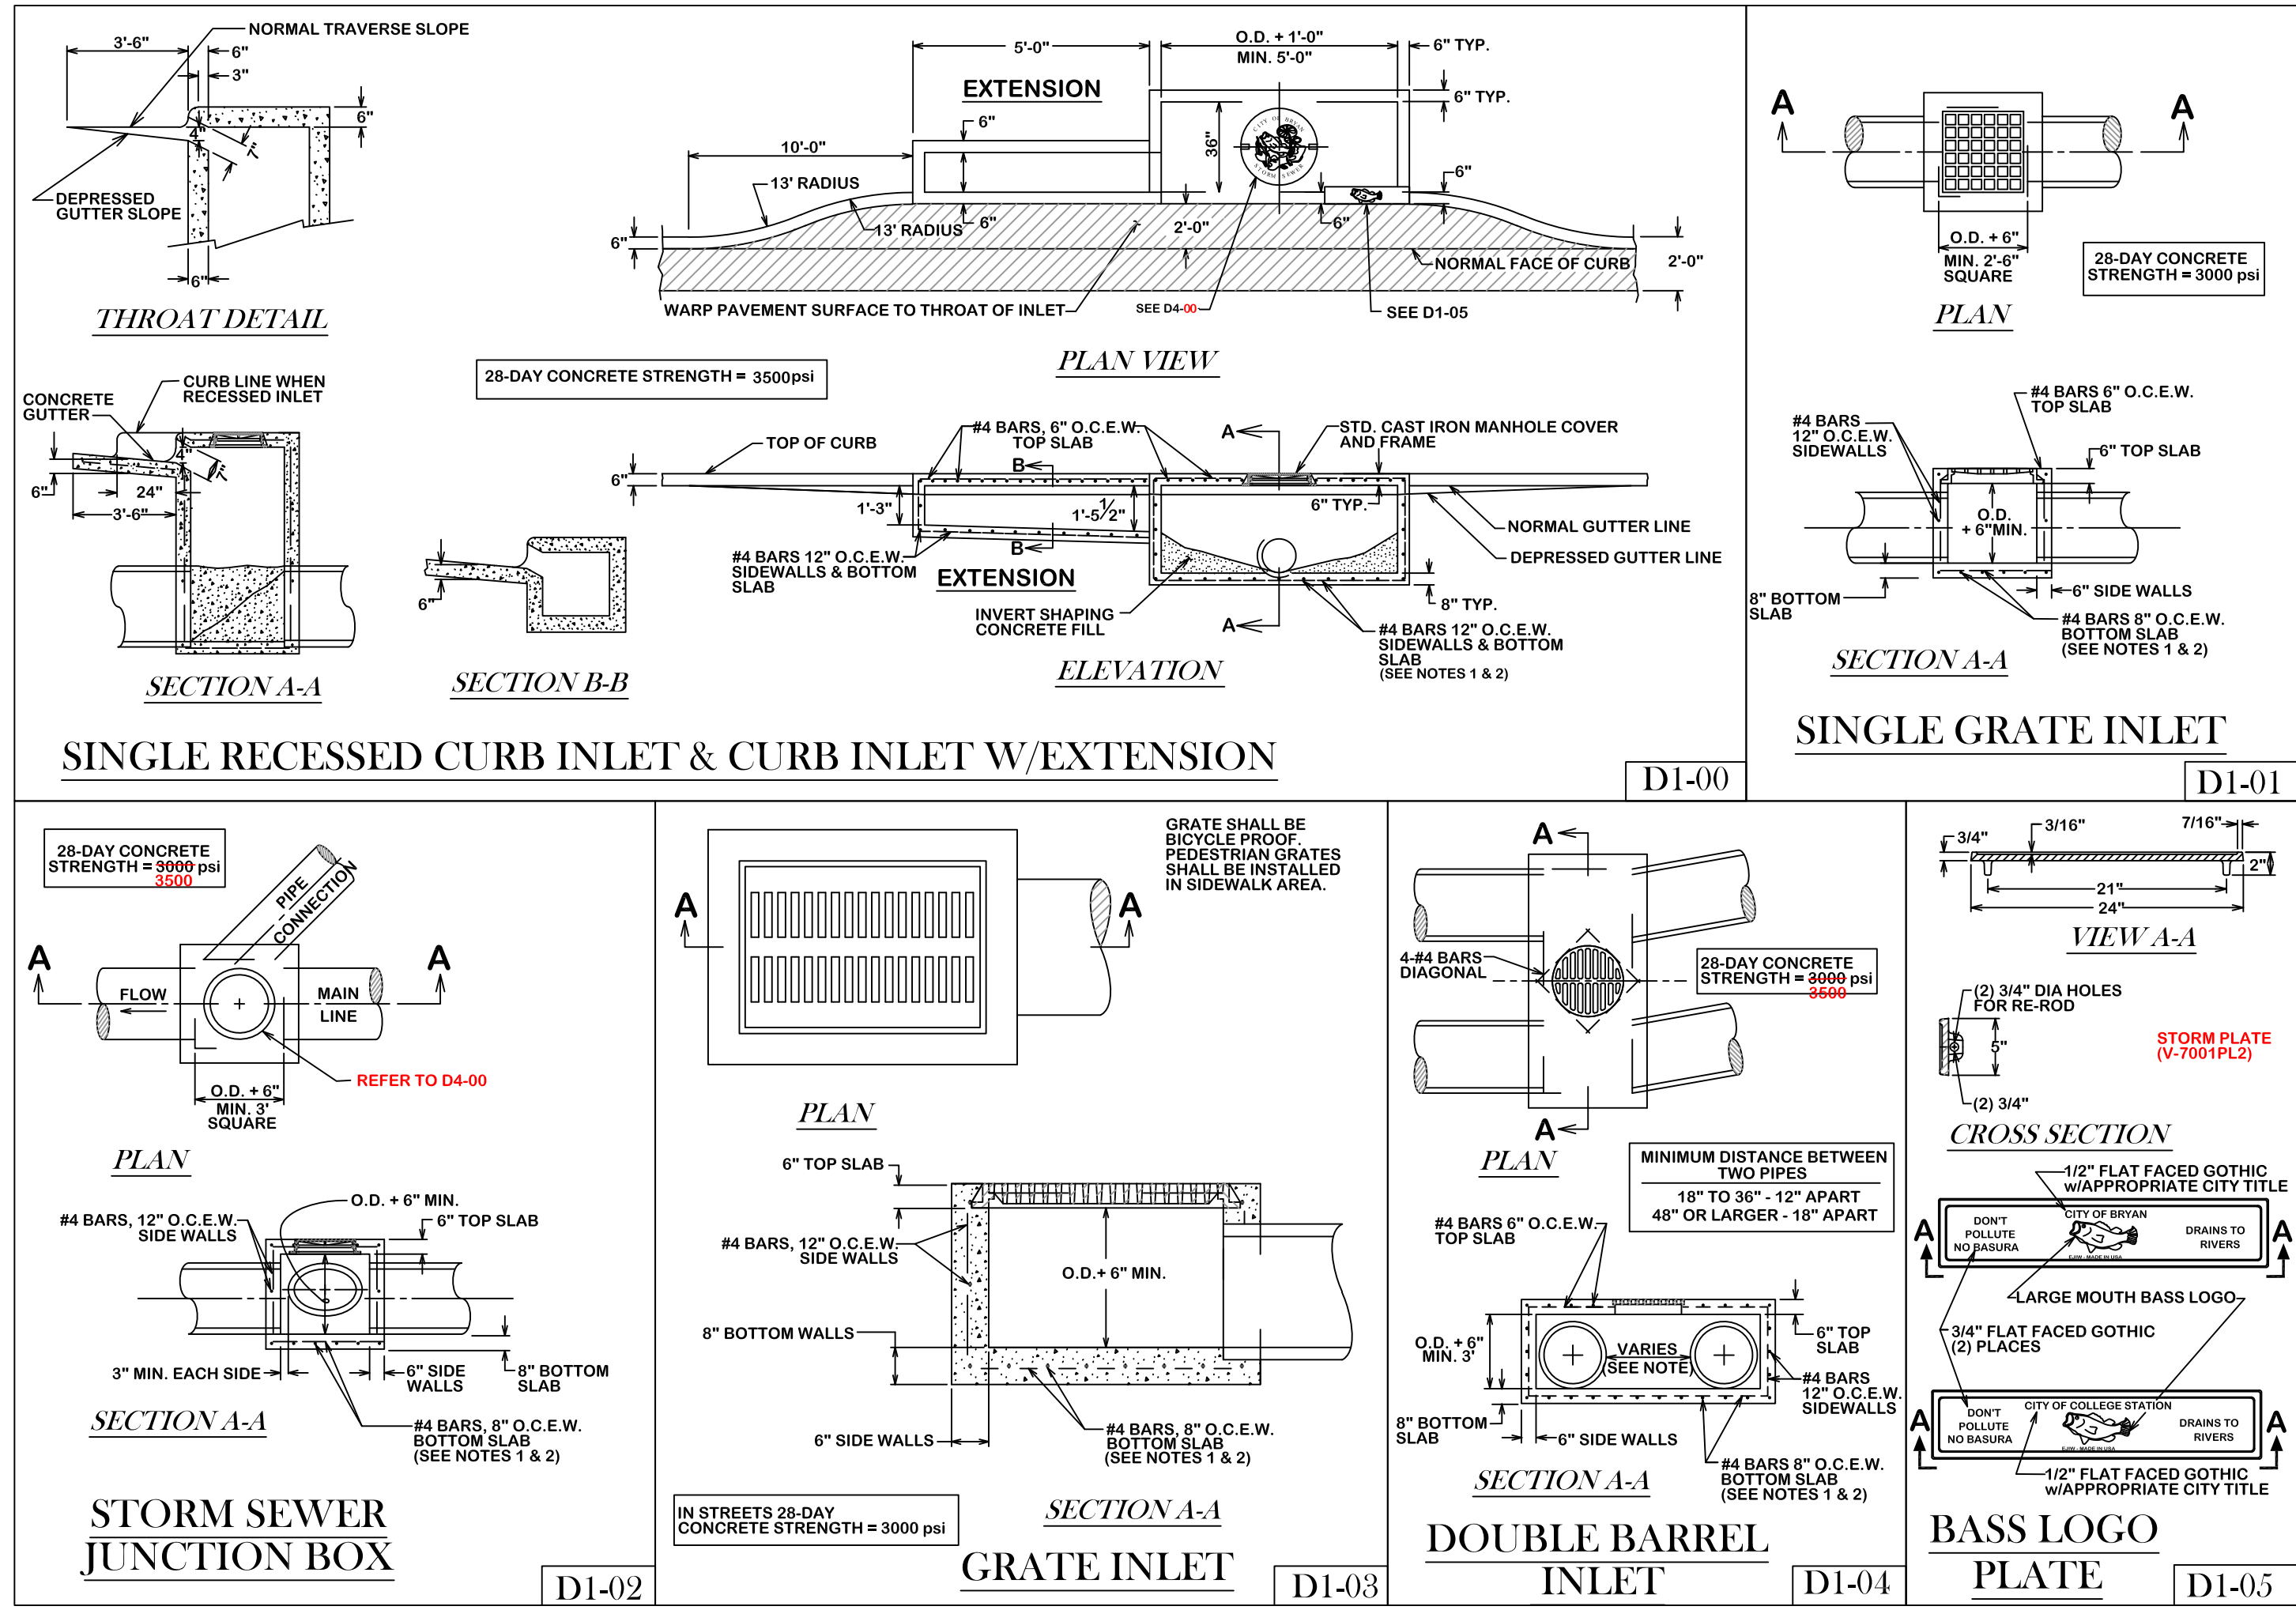 NORMAL TRAVERSE SLOPE
3'-6"
6"
3"
6"
4"
7"
DEPRESSED
GUTTER SLOPE
6"
THROAT DETAIL
5'-0"
O.D. + 1'-0"
MIN. 5'-0"
6" TYP.
EXTENSION
6" TYP.
6"
36"
CITY OF BRYAN
STORM SEWER
10'-0"
13' RADIUS
6"
13' RADIUS
6"
2'-0"
6"
6"
NORMAL FACE OF CURB
2'-0"
WARP PAVEMENT SURFACE TO THROAT OF INLET
SEE D4-00
SEE D1-05
PLAN VIEW
28-DAY CONCRETE STRENGTH = 3500psi
CURB LINE WHEN
RECESSED INLET
CONCRETE
GUTTER
4"
7"
6"
24"
3'-6"
SECTION A-A
6"
SECTION B-B
TOP OF CURB
#4 BARS, 6" O.C.E.W.
TOP SLAB
A
STD. CAST IRON MANHOLE COVER
AND FRAME
B
6"
1'-3"
1'-5 1/2"
6" TYP.
NORMAL GUTTER LINE
DEPRESSED GUTTER LINE
B
#4 BARS 12" O.C.E.W.
SIDEWALLS & BOTTOM
SLAB
EXTENSION
INVERT SHAPING
CONCRETE FILL
A
8" TYP.
#4 BARS 12" O.C.E.W.
SIDEWALLS & BOTTOM
SLAB
(SEE NOTES 1 & 2)
ELEVATION
SINGLE RECESSED CURB INLET & CURB INLET W/EXTENSION
D1-00
A
A
O.D. + 6"
MIN. 2'-6"
SQUARE
28-DAY CONCRETE
STRENGTH = 3000 psi
PLAN
#4 BARS 6" O.C.E.W.
TOP SLAB
#4 BARS
12" O.C.E.W.
SIDEWALLS
6" TOP SLAB
O.D.
+ 6"MIN.
8" BOTTOM
SLAB
6" SIDE WALLS
#4 BARS 8" O.C.E.W.
BOTTOM SLAB
(SEE NOTES 1 & 2)
SECTION A-A
SINGLE GRATE INLET
D1-01
28-DAY CONCRETE
STRENGTH = 3000 psi
3500
PIPE
CONNECTION
A
A
FLOW
MAIN
LINE
REFER TO D4-00
O.D. + 6"
MIN. 3'
SQUARE
PLAN
O.D. + 6" MIN.
#4 BARS, 12" O.C.E.W.
SIDE WALLS
6" TOP SLAB
3" MIN. EACH SIDE
6" SIDE
WALLS
8" BOTTOM
SLAB
#4 BARS, 8" O.C.E.W.
BOTTOM SLAB
(SEE NOTES 1 & 2)
SECTION A-A
STORM SEWER
JUNCTION BOX
D1-02
GRATE SHALL BE
BICYCLE PROOF.
PEDESTRIAN GRATES
SHALL BE INSTALLED
IN SIDEWALK AREA.
A
A
PLAN
6" TOP SLAB
#4 BARS, 12" O.C.E.W.
SIDE WALLS
O.D.+ 6" MIN.
8" BOTTOM WALLS
6" SIDE WALLS
#4 BARS, 8" O.C.E.W.
BOTTOM SLAB
(SEE NOTES 1 & 2)
IN STREETS 28-DAY
CONCRETE STRENGTH = 3000 psi
SECTION A-A
GRATE INLET
D1-03
A
4-#4 BARS
DIAGONAL
28-DAY CONCRETE
STRENGTH = 3000 psi
3500
A
PLAN
MINIMUM DISTANCE BETWEEN
TWO PIPES
18" TO 36" - 12" APART
48" OR LARGER - 18" APART
#4 BARS 6" O.C.E.W.
TOP SLAB
O.D. + 6"
MIN. 3'
VARIES
(SEE NOTE)
6" TOP
SLAB
#4 BARS
12" O.C.E.W.
SIDEWALLS
8" BOTTOM
SLAB
6" SIDE WALLS
#4 BARS 8" O.C.E.W.
BOTTOM SLAB
(SEE NOTES 1 & 2)
SECTION A-A
DOUBLE BARREL
INLET
D1-04
3/4"
3/16"
7/16"
2"
21"
24"
VIEW A-A
(2) 3/4" DIA HOLES
FOR RE-ROD
5"
STORM PLATE
(V-7001PL2)
(2) 3/4"
CROSS SECTION
1/2" FLAT FACED GOTHIC
w/APPROPRIATE CITY TITLE
A
DON'T
POLLUTE
NO BASURA
CITY OF BRYAN
EJIW - MADE IN USA
DRAINS TO
RIVERS
A
LARGE MOUTH BASS LOGO
3/4" FLAT FACED GOTHIC
(2) PLACES
A
DON'T
POLLUTE
NO BASURA
CITY OF COLLEGE STATION
EJIW - MADE IN USA
DRAINS TO
RIVERS
A
1/2" FLAT FACED GOTHIC
w/APPROPRIATE CITY TITLE
BASS LOGO
PLATE
D1-05